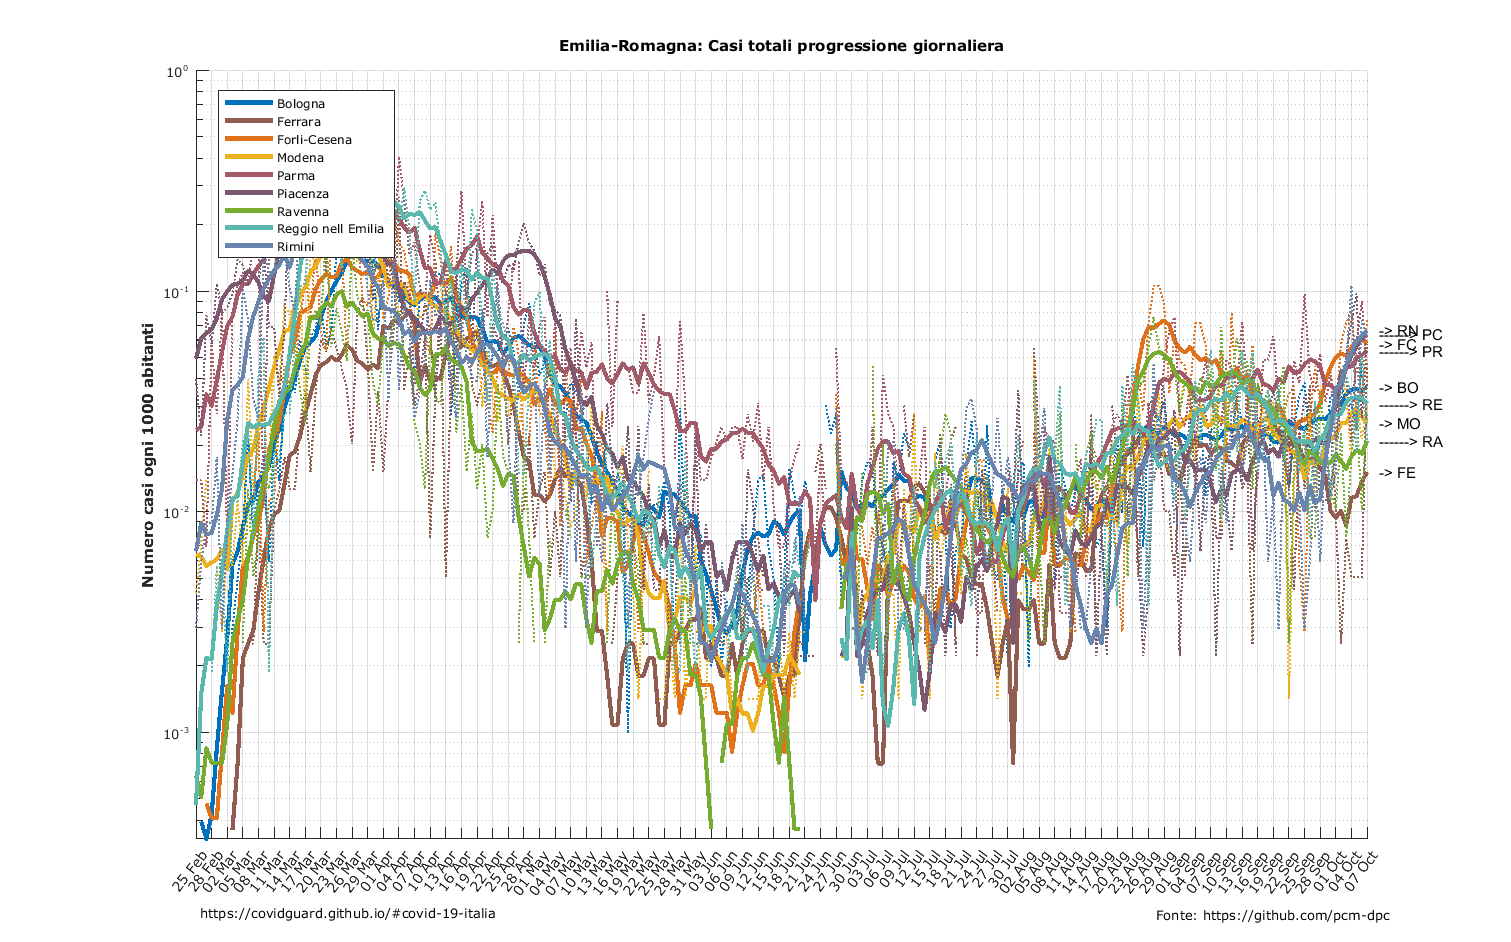 Emilia-Romagna: Casi totali progressione giornaliera
Numero casi ogni 1000 abitanti
10^0
10^-1
10^-2
10^-3
Bologna
Ferrara
Forlì-Cesena
Modena
Parma
Piacenza
Ravenna
Reggio nell Emilia
Rimini
-> RN
------> PC
-> FC
------> PR
-> BO
------> RE
-> MO
------> RA
-> FE
25 Feb
28 Feb
02 Mar
05 Mar
08 Mar
11 Mar
14 Mar
17 Mar
20 Mar
23 Mar
26 Mar
29 Mar
01 Apr
04 Apr
07 Apr
10 Apr
13 Apr
16 Apr
19 Apr
22 Apr
25 Apr
28 Apr
01 May
04 May
07 May
10 May
13 May
16 May
19 May
22 May
25 May
28 May
31 May
03 Jun
06 Jun
09 Jun
12 Jun
15 Jun
18 Jun
21 Jun
24 Jun
27 Jun
30 Jun
03 Jul
06 Jul
09 Jul
12 Jul
15 Jul
18 Jul
21 Jul
24 Jul
27 Jul
30 Jul
02 Aug
05 Aug
08 Aug
11 Aug
14 Aug
17 Aug
20 Aug
23 Aug
26 Aug
29 Aug
01 Sep
04 Sep
07 Sep
10 Sep
13 Sep
16 Sep
19 Sep
22 Sep
25 Sep
28 Sep
01 Oct
04 Oct
07 Oct
https://covidguard.github.io/#covid-19-italia
Fonte: https://github.com/pcm-dpc